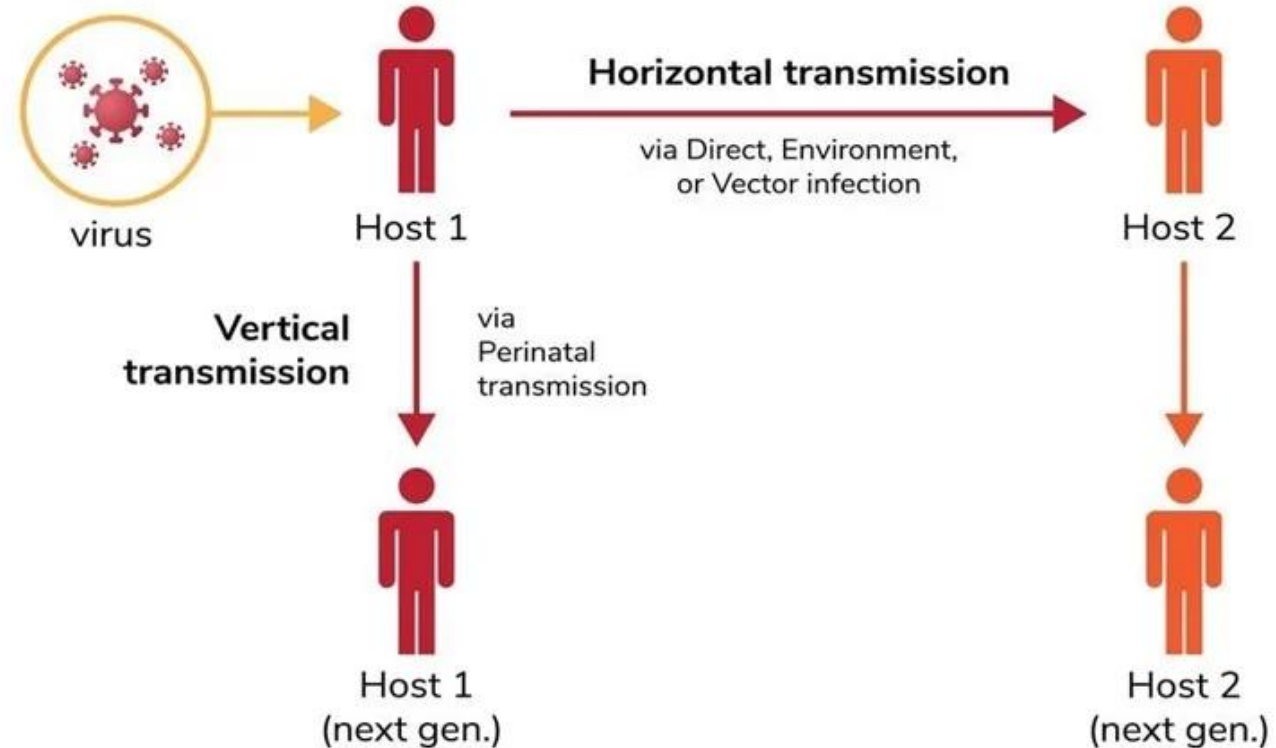 Horizontal transmission
via Direct, Environment,
or Vector infection
virus
Host 1
Host 2
Vertical
transmission
via
Perinatal
transmission
Host 1
(next gen.)
Host 2
(next gen.)